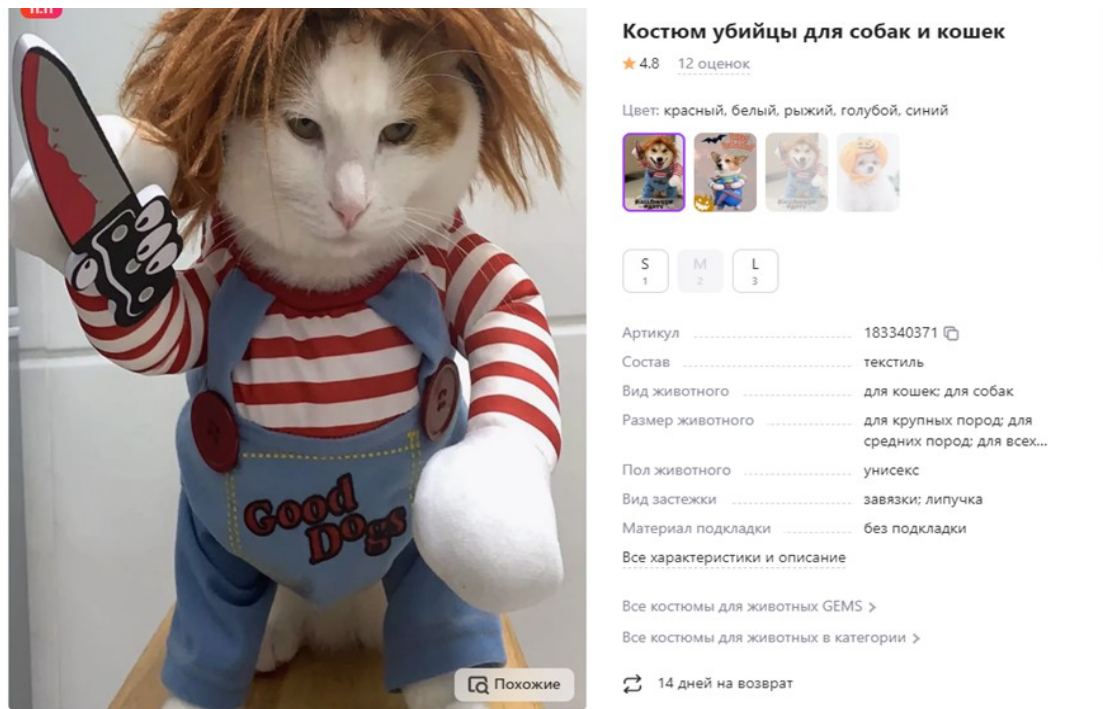 11.11
Костюм убийцы для собак и кошек
4.8 12 оценок
Цвет: красный, белый, рыжий, голубой, синий
S M L
1 2 3
Артикул 183340371
Состав текстиль
Вид животного для кошек; для собак
Размер животного для крупных пород; для
средних пород; для всех...
Пол животного унисекс
Вид застежки завязки; липучка
Материал подкладки без подкладки
Все характеристики и описание
Все костюмы для животных GEMS
Все костюмы для животных в категории
14 дней на возврат
Good
Dogs
Похожие